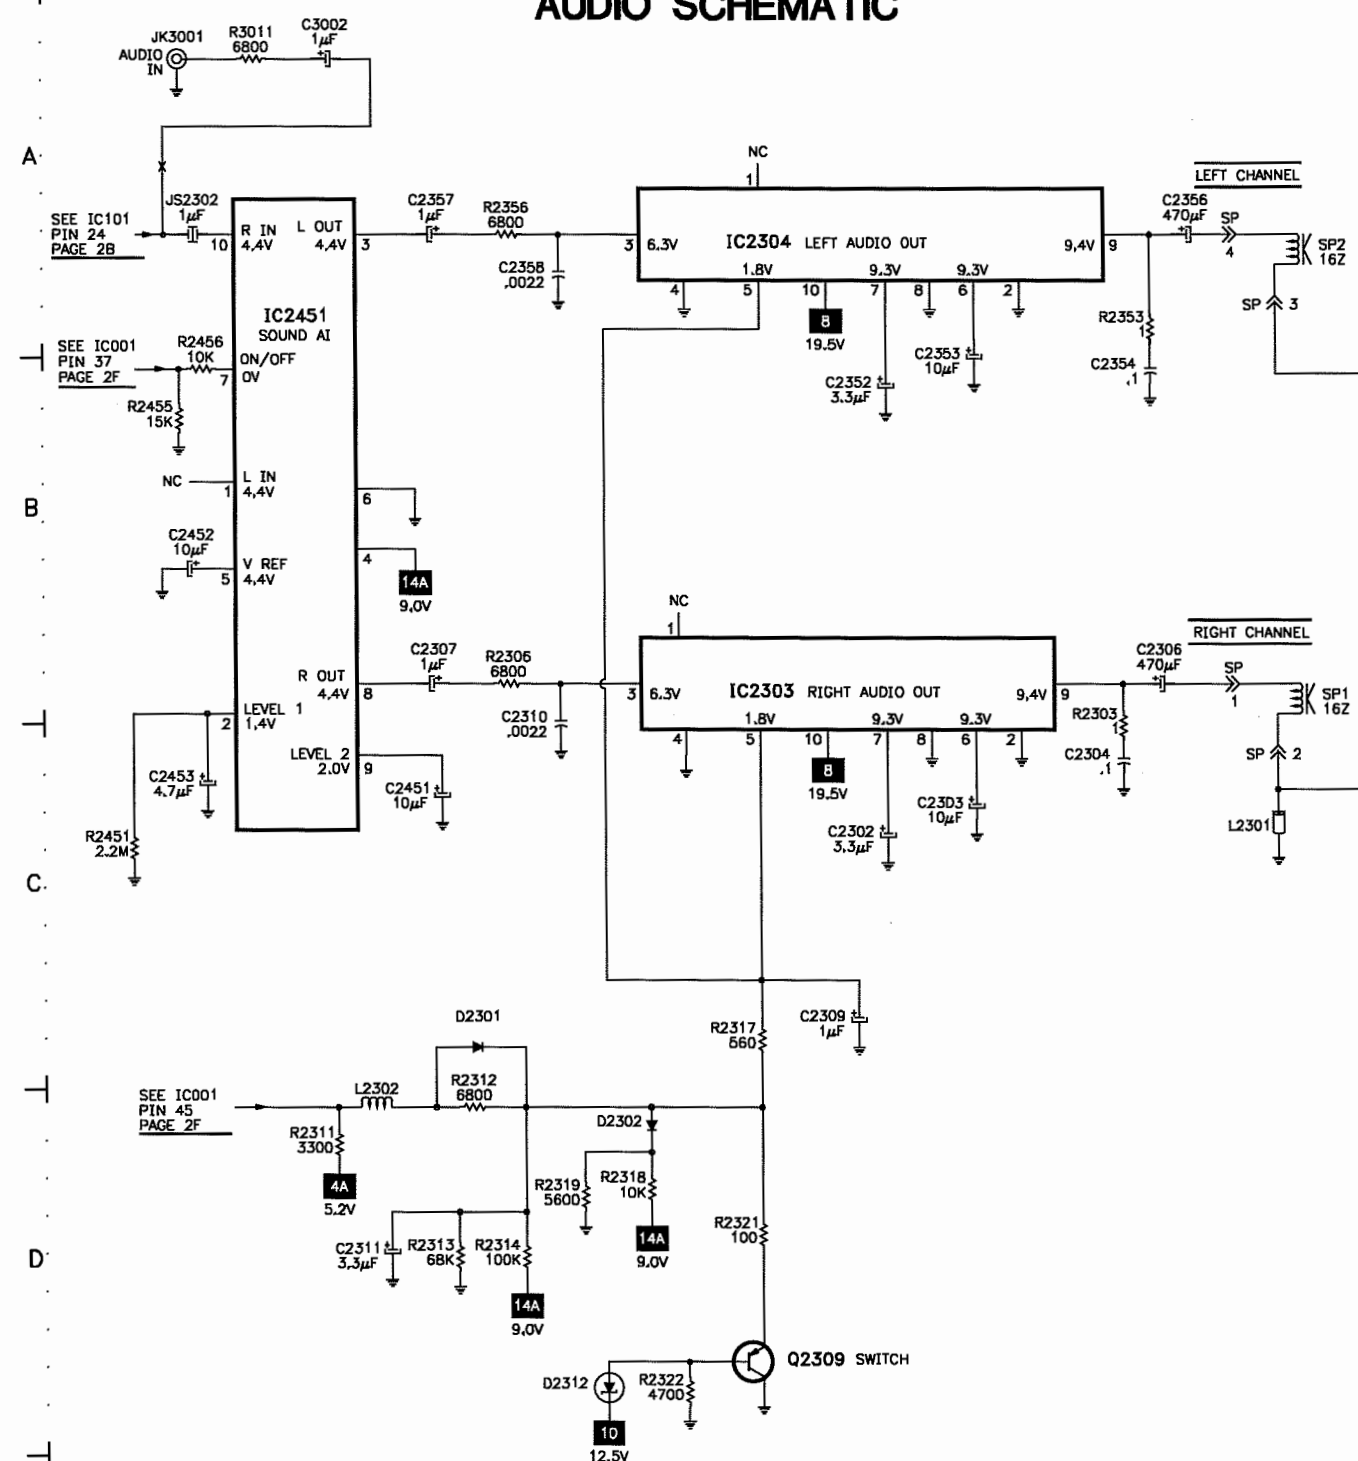 AUDIO SCHEMATIC
JK3001
AUDIO
IN
R3011
6800
C3002
1µF
+
A
SEE IC101
PIN 24
PAGE 2B
JS2302
1µF
10
R IN
4.4V
L OUT
4.4V
3
C2357
1µF
R2356
6800
C2358
.0022
NC
1
3
6.3V
IC2304 LEFT AUDIO OUT
9.4V
9
1.8V
9.3V
9.3V
4
5
10
7
8
6
2
8
19.5V
C2352
3.3µF
C2353
10µF
LEFT CHANNEL
C2356
470µF
SP
4
SP2
16Z
SP
3
R2353
1
C2354
.1
IC2451
SOUND AI
SEE IC001
PIN 37
PAGE 2F
R2456
10K
7
ON/OFF
0V
R2455
15K
B
NC
1
L IN
4.4V
6
C2452
10µF
5
V REF
4.4V
4
14A
9.0V
R OUT
4.4V
8
C2307
1µF
R2306
6800
C2310
.0022
NC
1
3
6.3V
IC2303 RIGHT AUDIO OUT
9.4V
9
1.8V
9.3V
9.3V
4
5
10
7
8
6
2
8
19.5V
C2302
3.3µF
C23D3
10µF
RIGHT CHANNEL
C2306
470µF
SP
1
SP1
16Z
SP
2
R2303
1
C2304
.1
L2301
LEVEL 1
1.4V
2
LEVEL 2
2.0V
9
C2453
4.7µF
C2451
10µF
R2451
2.2M
C
R2317
560
C2309
1µF
D2301
SEE IC001
PIN 45
PAGE 2F
L2302
R2312
6800
R2311
3300
4A
5.2V
D2302
R2319
5600
R2318
10K
14A
9.0V
R2321
100
D
C2311
3.3µF
R2313
68K
R2314
100K
14A
9.0V
D2312
10
12.5V
R2322
4700
Q2309 SWITCH